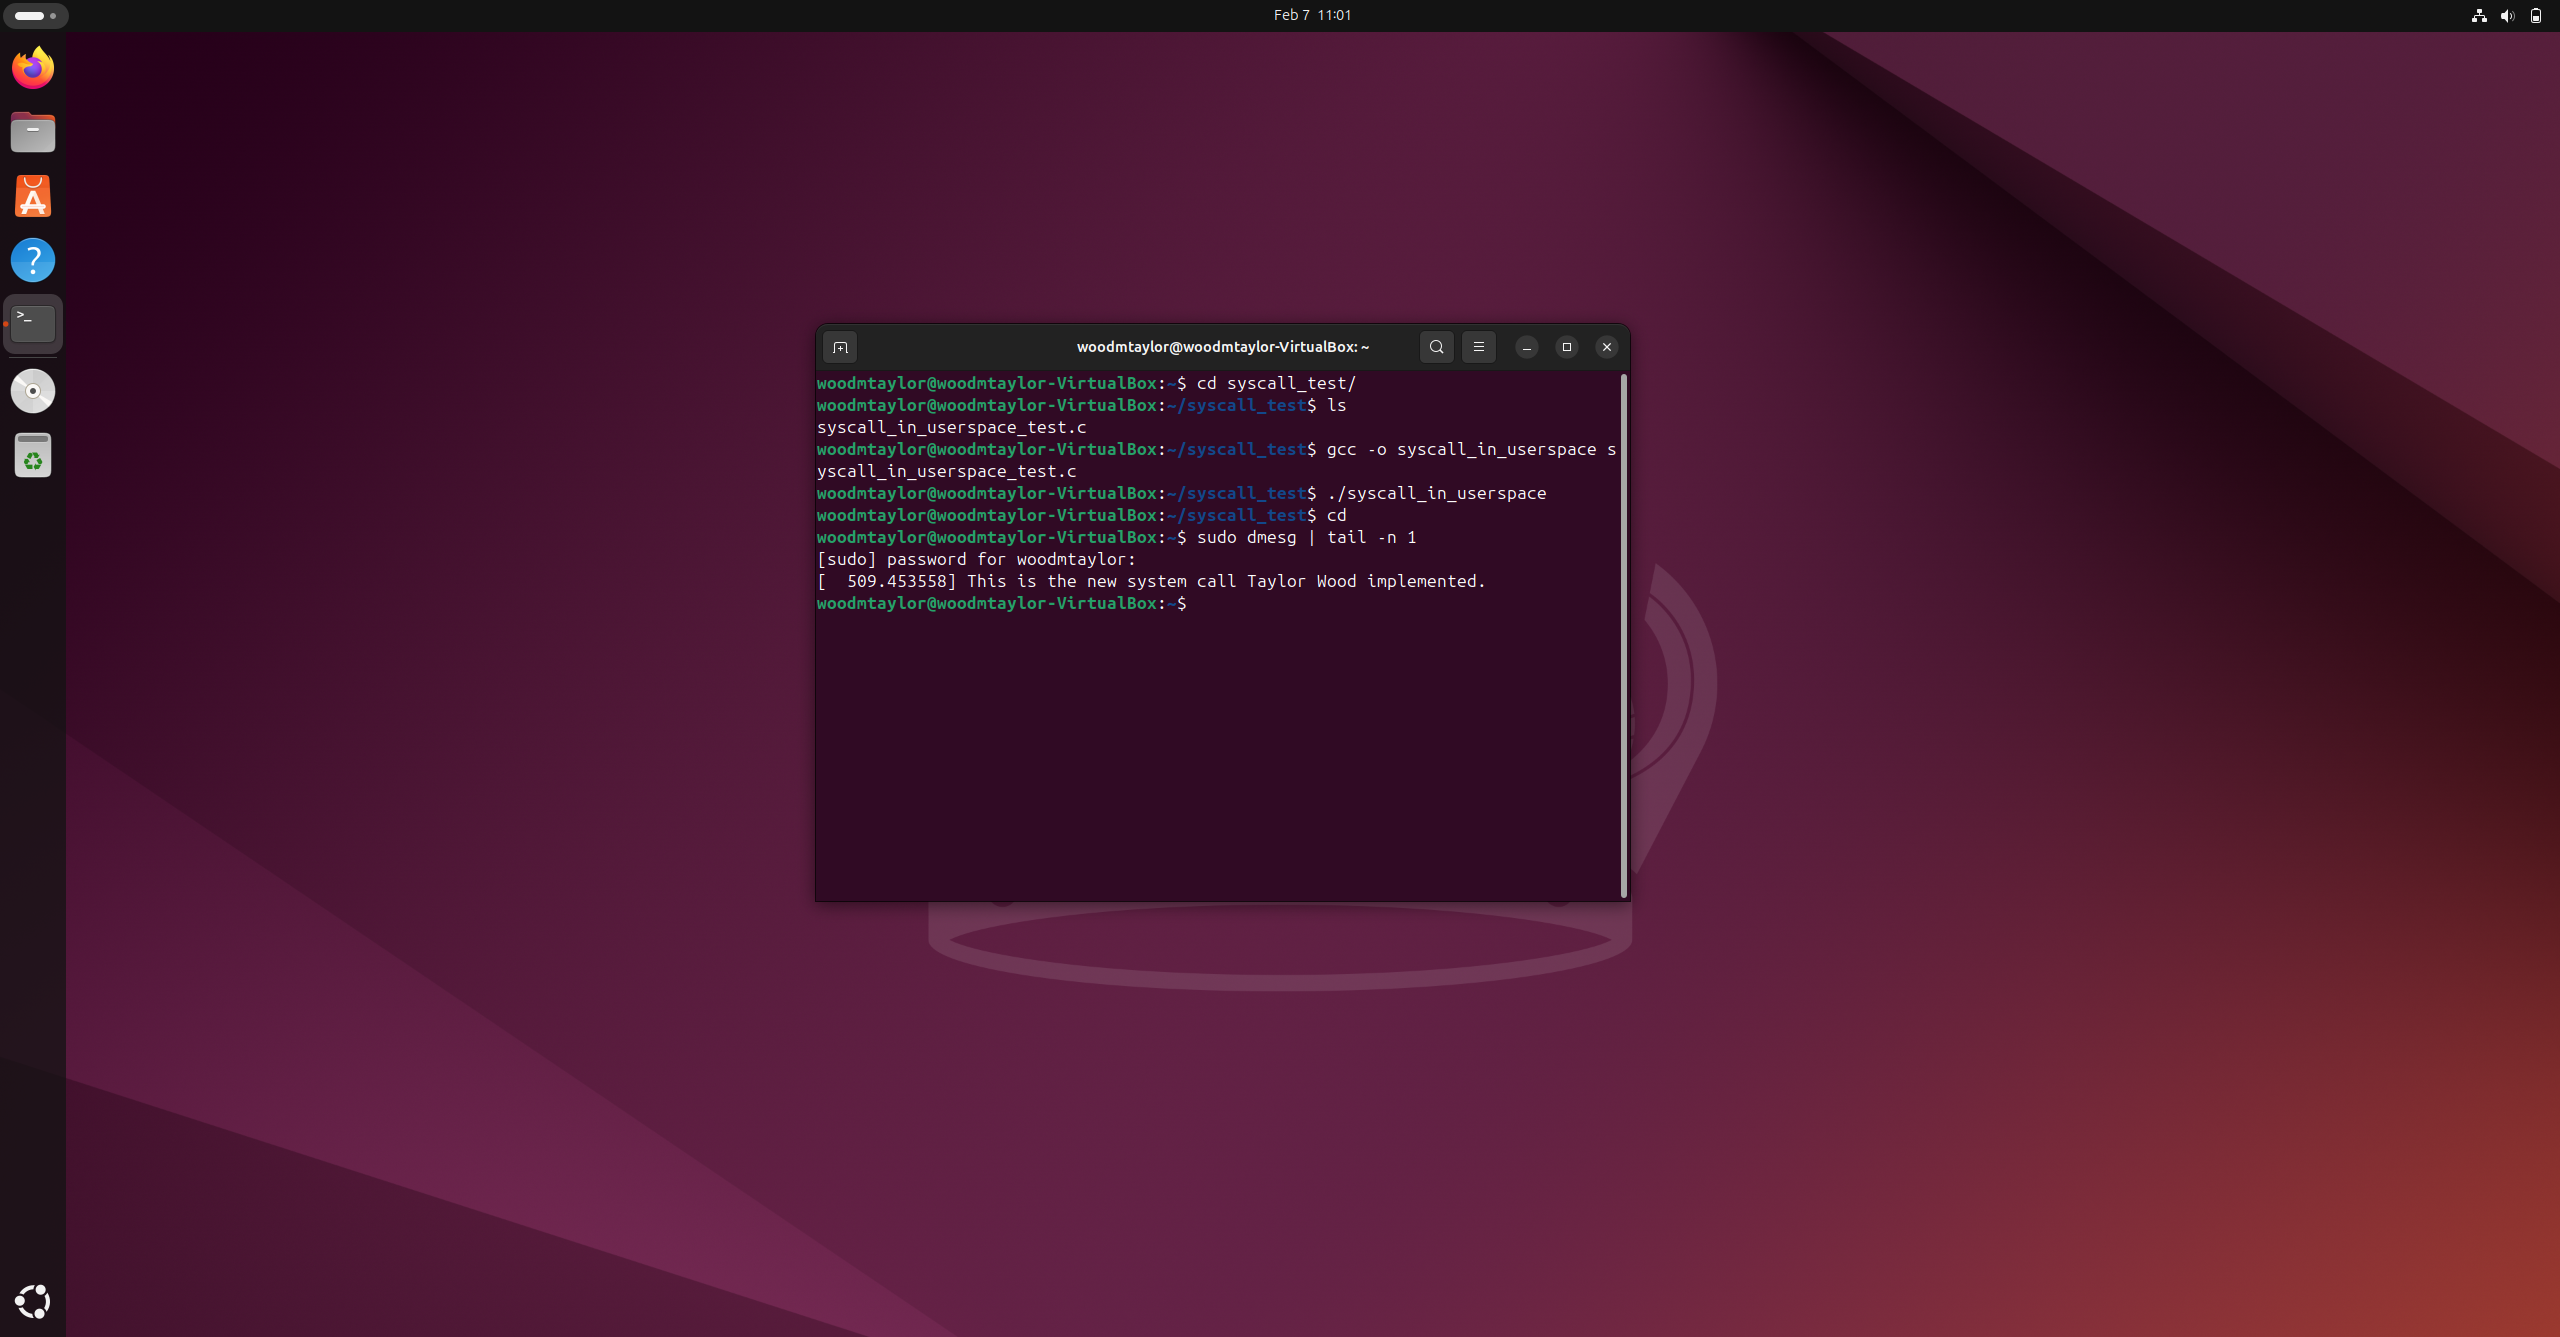 Feb 7 11:01
woodmtaylor@woodmtaylor-VirtualBox: ~
woodmtaylor@woodmtaylor-VirtualBox:~$ cd syscall_test/
woodmtaylor@woodmtaylor-VirtualBox:~/syscall_test$ ls
syscall_in_userspace_test.c
woodmtaylor@woodmtaylor-VirtualBox:~/syscall_test$ gcc -o syscall_in_userspace s
yscall_in_userspace_test.c
woodmtaylor@woodmtaylor-VirtualBox:~/syscall_test$ ./syscall_in_userspace
woodmtaylor@woodmtaylor-VirtualBox:~/syscall_test$ cd
woodmtaylor@woodmtaylor-VirtualBox:~$ sudo dmesg | tail -n 1
[sudo] password for woodmtaylor:
[  509.453558] This is the new system call Taylor Wood implemented.
woodmtaylor@woodmtaylor-VirtualBox:~$